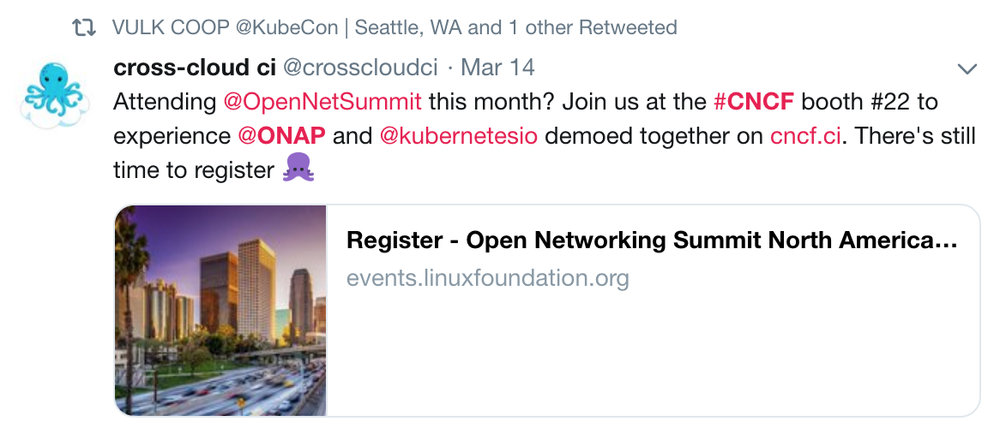 VULK COOP @KubeCon | Seattle, WA and 1 other Retweeted
cross-cloud ci @crosscloudci · Mar 14
Attending @OpenNetSummit this month? Join us at the #CNCF booth #22 to
experience @ONAP and @kubernetesio demoed together on cncf.ci. There's still
time to register 🐙
Register - Open Networking Summit North America...
events.linuxfoundation.org